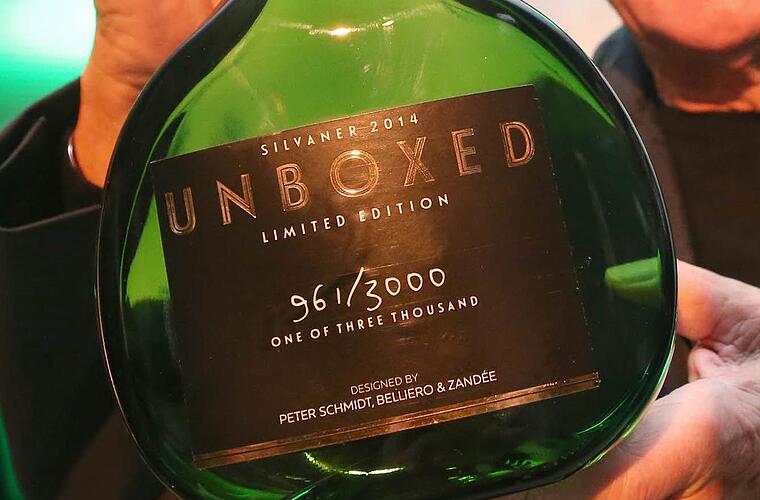 SILVANER 2014
UNBOXED
LIMITED EDITION
961/3000
ONE OF THREE THOUSAND
DESIGNED BY
PETER SCHMIDT, BELLIERO & ZANDÉE